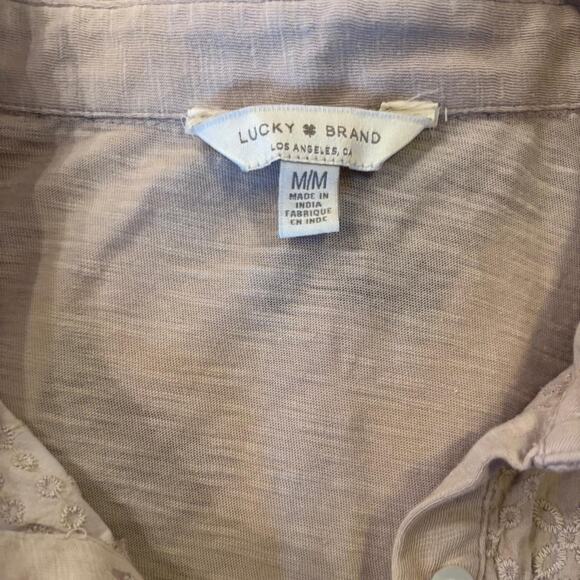 LUCKY BRAND
LOS ANGELES, CA
M/M
MADE IN
INDIA
FABRIQUE
EN INDE